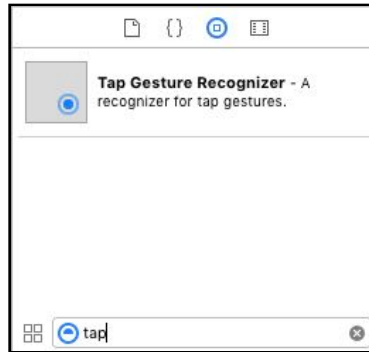 {}
Tap Gesture Recognizer - A
recognizer for tap gestures.
tap